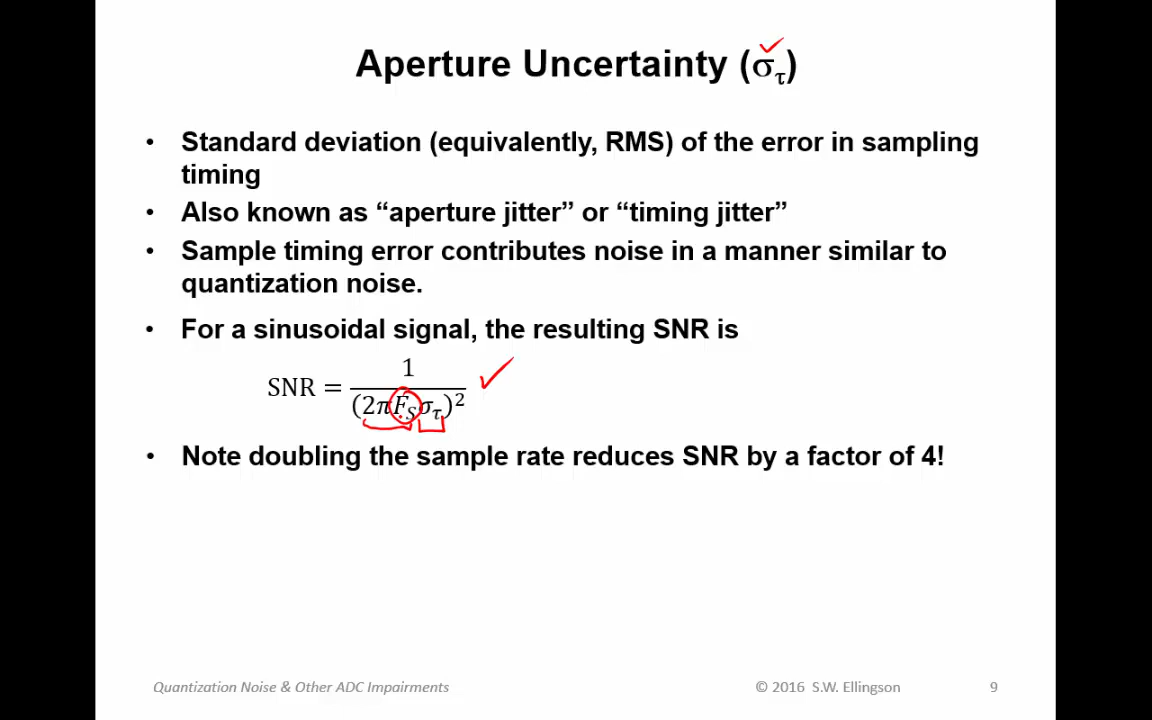 Aperture Uncertainty (στ)
• Standard deviation (equivalently, RMS) of the error in sampling
timing
• Also known as “aperture jitter” or “timing jitter”
• Sample timing error contributes noise in a manner similar to
quantization noise.
• For a sinusoidal signal, the resulting SNR is
SNR = 1 / (2πF_S σ_τ)²
• Note doubling the sample rate reduces SNR by a factor of 4!
Quantization Noise & Other ADC Impairments © 2016 S.W. Ellingson 9